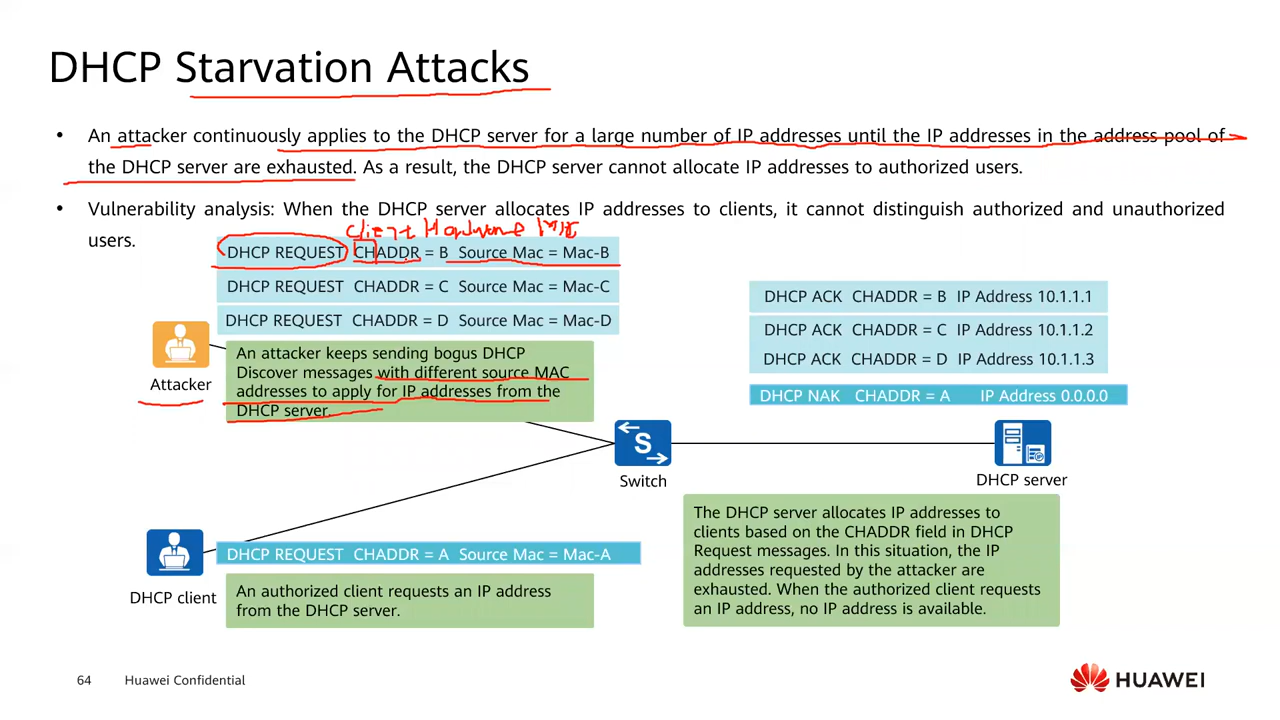 DHCP Starvation Attacks
• An attacker continuously applies to the DHCP server for a large number of IP addresses until the IP addresses in the address pool of
the DHCP server are exhausted. As a result, the DHCP server cannot allocate IP addresses to authorized users.
• Vulnerability analysis: When the DHCP server allocates IP addresses to clients, it cannot distinguish authorized and unauthorized
users.
Client
DHCP REQUEST CHADDR = B Source Mac = Mac-B
DHCP REQUEST CHADDR = C Source Mac = Mac-C
DHCP REQUEST CHADDR = D Source Mac = Mac-D
Attacker
An attacker keeps sending bogus DHCP
Discover messages with different source MAC
addresses to apply for IP addresses from the
DHCP server.
DHCP ACK CHADDR = B IP Address 10.1.1.1
DHCP ACK CHADDR = C IP Address 10.1.1.2
DHCP ACK CHADDR = D IP Address 10.1.1.3
DHCP NAK CHADDR = A IP Address 0.0.0.0
S
Switch
DHCP server
The DHCP server allocates IP addresses to
clients based on the CHADDR field in DHCP
Request messages. In this situation, the IP
addresses requested by the attacker are
exhausted. When the authorized client requests
an IP address, no IP address is available.
DHCP client
DHCP REQUEST CHADDR = A Source Mac = Mac-A
An authorized client requests an IP address
from the DHCP server.
64 Huawei Confidential
HUAWEI